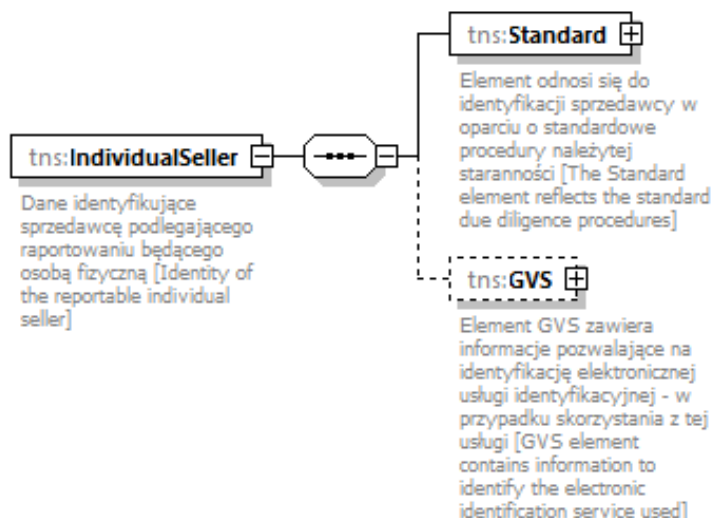 tns:IndividualSeller
Dane identyfikujące
sprzedawcę podlegającego
raportowaniu będącego
osobą fizyczną [Identity of
the reportable individual
seller]
tns:Standard
Element odnosi się do
identyfikacji sprzedawcy w
oparciu o standardowe
procedury należytej
staranności [The Standard
element reflects the standard
due diligence procedures]
tns:GVS
Element GVS zawiera
informacje pozwalające na
identyfikację elektronicznej
usługi identyfikacyjnej - w
przypadku skorzystania z tej
usługi [GVS element
contains information to
identify the electronic
identification service used]